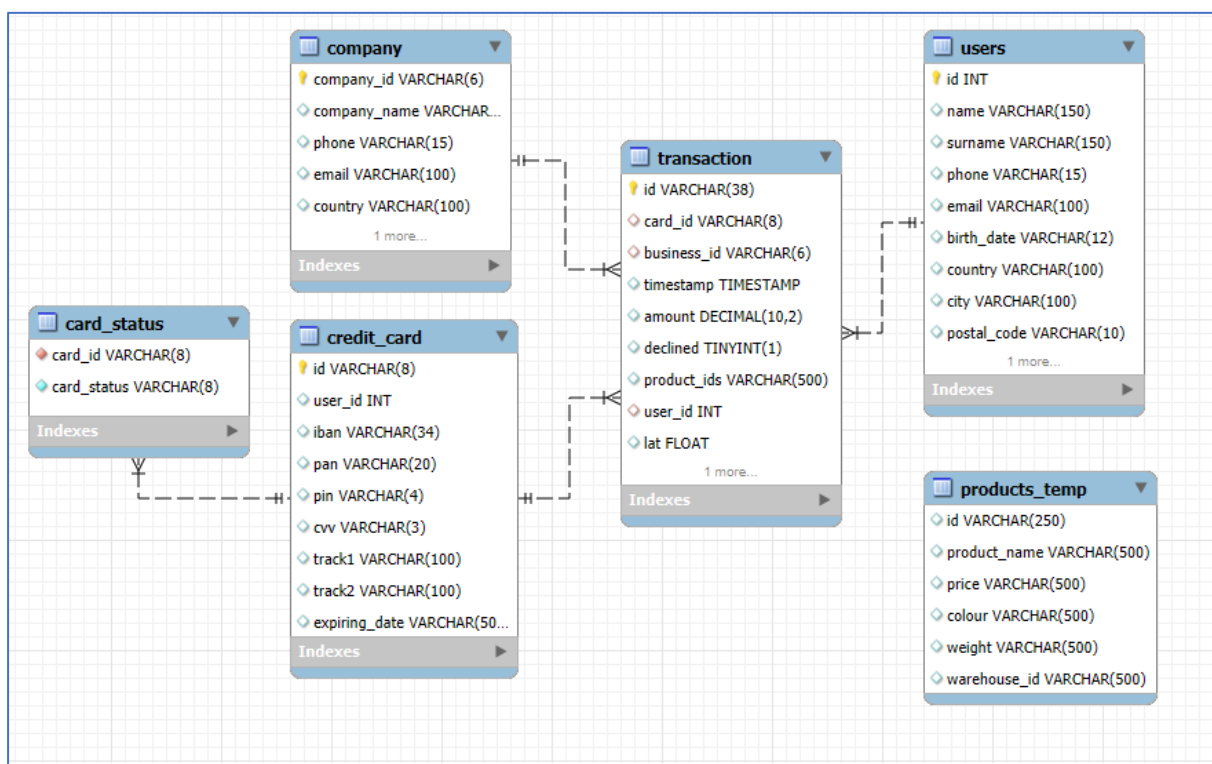 company
company_id VARCHAR(6)
company_name VARCHAR...
phone VARCHAR(15)
email VARCHAR(100)
country VARCHAR(100)
1 more...
Indexes
users
id INT
name VARCHAR(150)
surname VARCHAR(150)
phone VARCHAR(15)
email VARCHAR(100)
birth_date VARCHAR(12)
country VARCHAR(100)
city VARCHAR(100)
postal_code VARCHAR(10)
1 more...
Indexes
transaction
id VARCHAR(38)
card_id VARCHAR(8)
business_id VARCHAR(6)
timestamp TIMESTAMP
amount DECIMAL(10,2)
declined TINYINT(1)
product_ids VARCHAR(500)
user_id INT
lat FLOAT
1 more...
Indexes
card_status
card_id VARCHAR(8)
card_status VARCHAR(8)
Indexes
credit_card
id VARCHAR(8)
user_id INT
iban VARCHAR(34)
pan VARCHAR(20)
pin VARCHAR(4)
cvv VARCHAR(3)
track1 VARCHAR(100)
track2 VARCHAR(100)
expiring_date VARCHAR(50...
Indexes
products_temp
id VARCHAR(250)
product_name VARCHAR(500)
price VARCHAR(500)
colour VARCHAR(500)
weight VARCHAR(500)
warehouse_id VARCHAR(500)